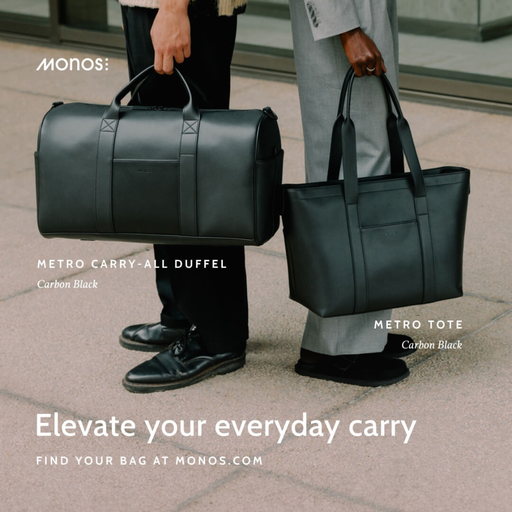 MONOS
METRO CARRY-ALL DUFFEL
Carbon Black
METRO TOTE
Carbon Black
Elevate your everyday carry
FIND YOUR BAG AT MONOS.COM